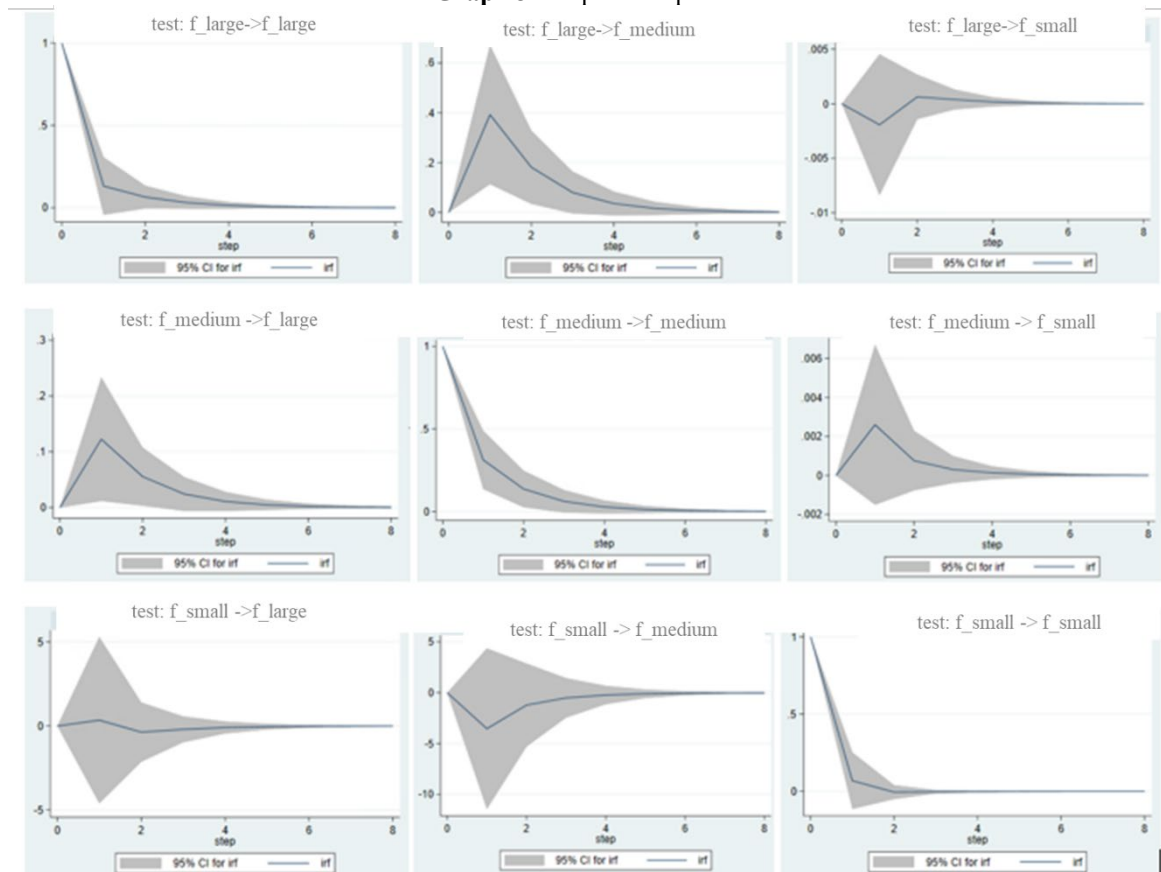 test: f_large->f_large
1
.5
0
0 2 4 6 8
step
95% CI for irf irf
test: f_large->f_medium
.6
.4
.2
0
0 2 4 6 8
step
95% CI for irf irf
test: f_large->f_small
.005
0
-.005
-.01
0 2 4 6 8
step
95% CI for irf irf
test: f_medium ->f_large
.3
.2
.1
0
0 2 4 6 8
step
95% CI for irf irf
test: f_medium ->f_medium
1
.5
0
0 2 4 6 8
step
95% CI for irf irf
test: f_medium -> f_small
.006
.004
.002
0
-.002
0 2 4 6 8
step
95% CI for irf irf
test: f_small ->f_large
5
0
-5
0 2 4 6 8
step
95% CI for irf irf
test: f_small -> f_medium
5
0
-5
-10
0 2 4 6 8
step
95% CI for irf irf
test: f_small -> f_small
1
.5
0
0 2 4 6 8
step
95% CI for irf irf